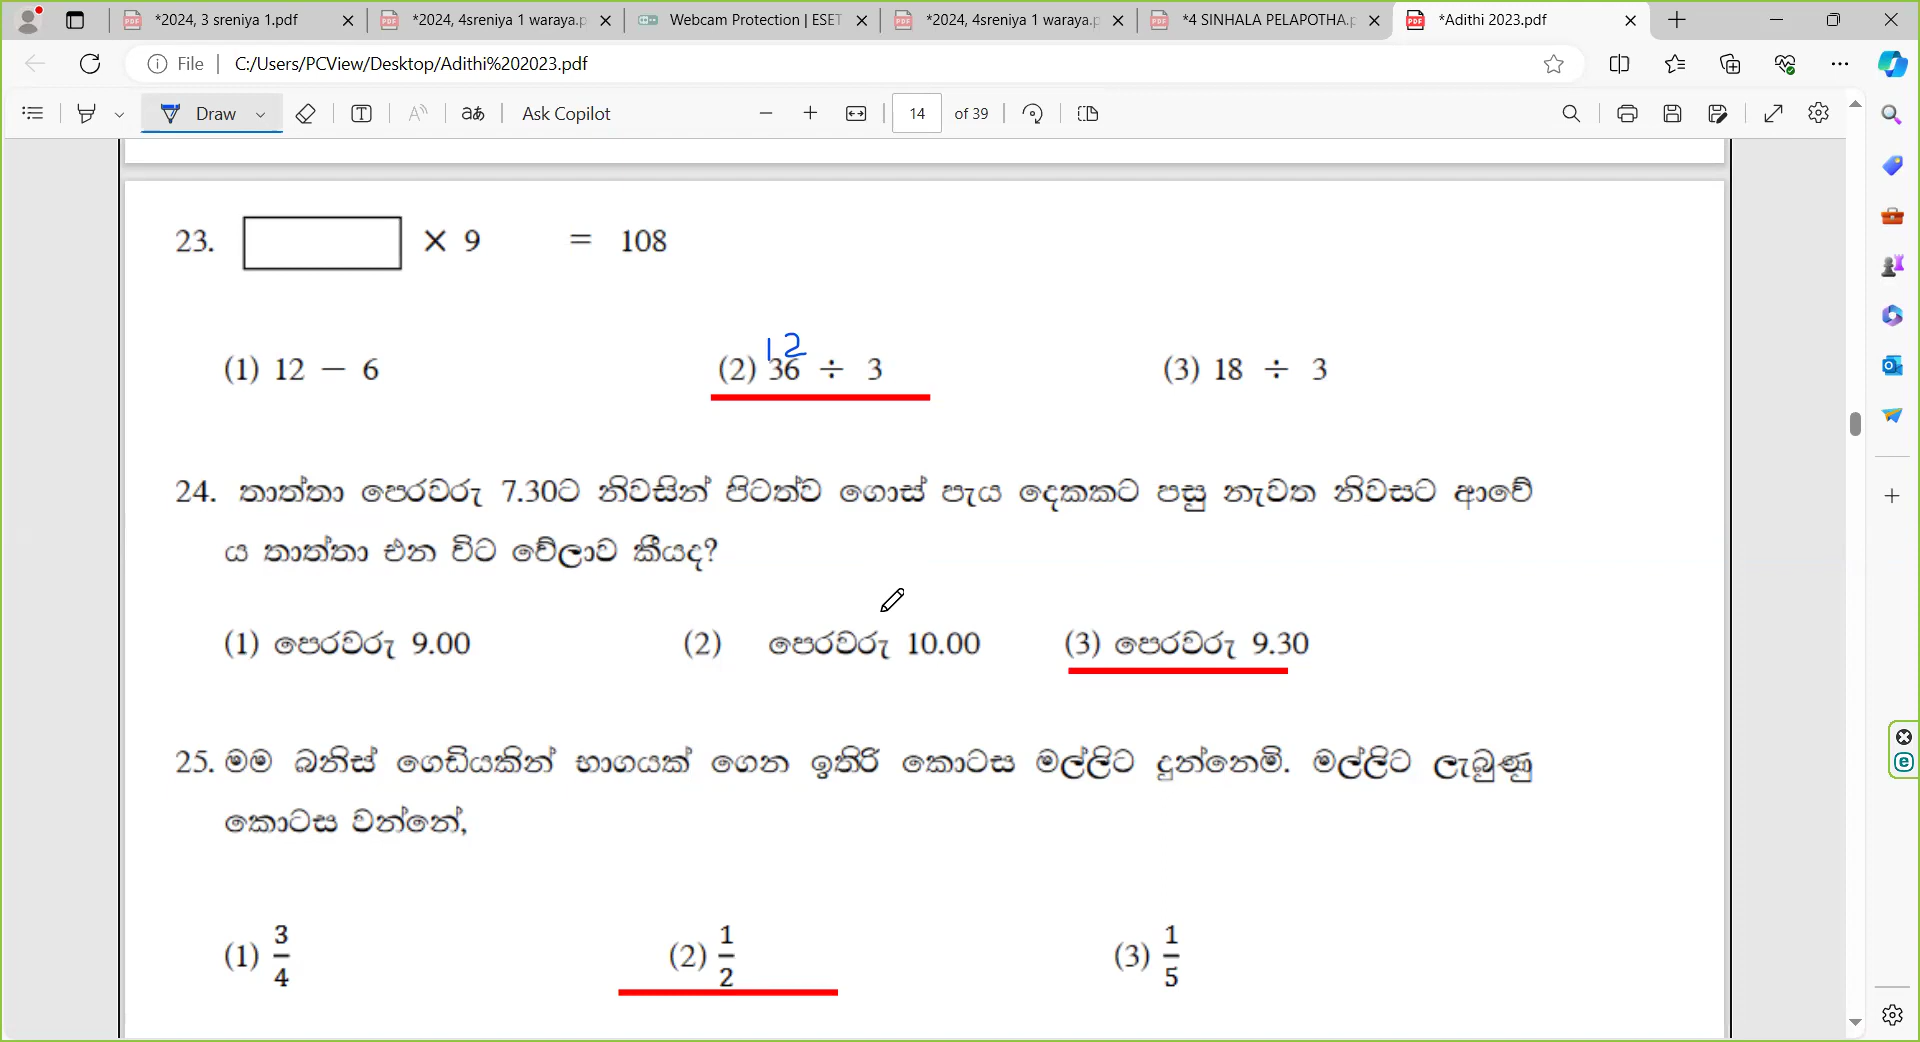 *2024, 3 sreniya 1.pdf
*2024, 4sreniya 1 waraya.p
Webcam Protection | ESET
*2024, 4sreniya 1 waraya.p
*4 SINHALA PELAPOTHA.p
*Adithi 2023.pdf
File
C:/Users/PCView/Desktop/Adithi%202023.pdf
Draw
Ask Copilot
14 of 39
23. × 9 = 108
12
(1) 12 − 6 (2) 36 ÷ 3 (3) 18 ÷ 3
24. තාත්තා පෙරවරු 7.30ට නිවසින් පිටත්ව ගොස් පැය දෙකකට පසු නැවත නිවසට ආවේ
ය තාත්තා එන විට වේලාව කීයද?
(1) පෙරවරු 9.00 (2) පෙරවරු 10.00 (3) පෙරවරු 9.30
25. මම බනිස් ගෙඩියකින් භාගයක් ගෙන ඉතිරි කොටස මල්ලිට දුන්නෙමි. මල්ලිට ලැබුණු
කොටස වන්නේ,
(1) 3/4 (2) 1/2 (3) 1/5